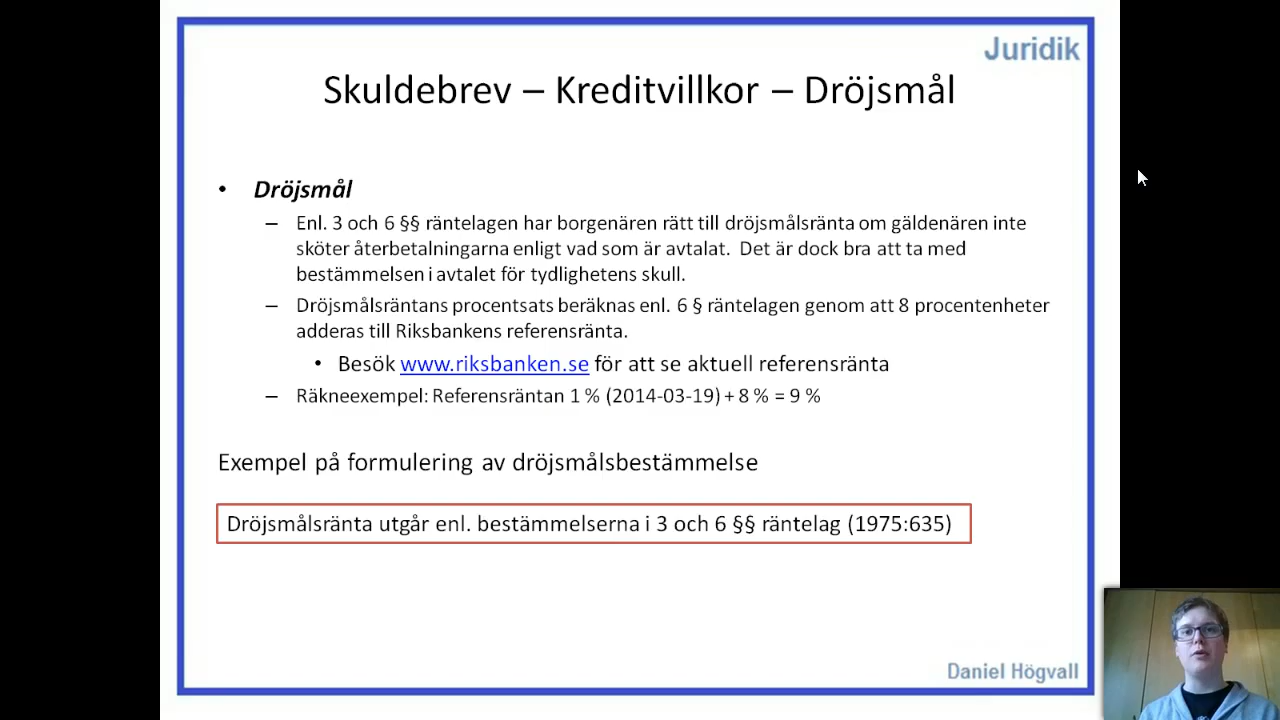 Juridik
Skuldebrev – Kreditvillkor – Dröjsmål
• Dröjsmål
– Enl. 3 och 6 §§ räntelagen har borgenären rätt till dröjsmålsränta om gäldenären inte
sköter återbetalningarna enligt vad som är avtalat. Det är dock bra att ta med
bestämmelsen i avtalet för tydlighetens skull.
– Dröjsmålsräntans procentsats beräknas enl. 6 § räntelagen genom att 8 procentenheter
adderas till Riksbankens referensränta.
• Besök www.riksbanken.se för att se aktuell referensränta
– Räkneexempel: Referensräntan 1 % (2014-03-19) + 8 % = 9 %
Exempel på formulering av dröjsmålsbestämmelse
Dröjsmålsränta utgår enl. bestämmelserna i 3 och 6 §§ räntelag (1975:635)
Daniel Högvall